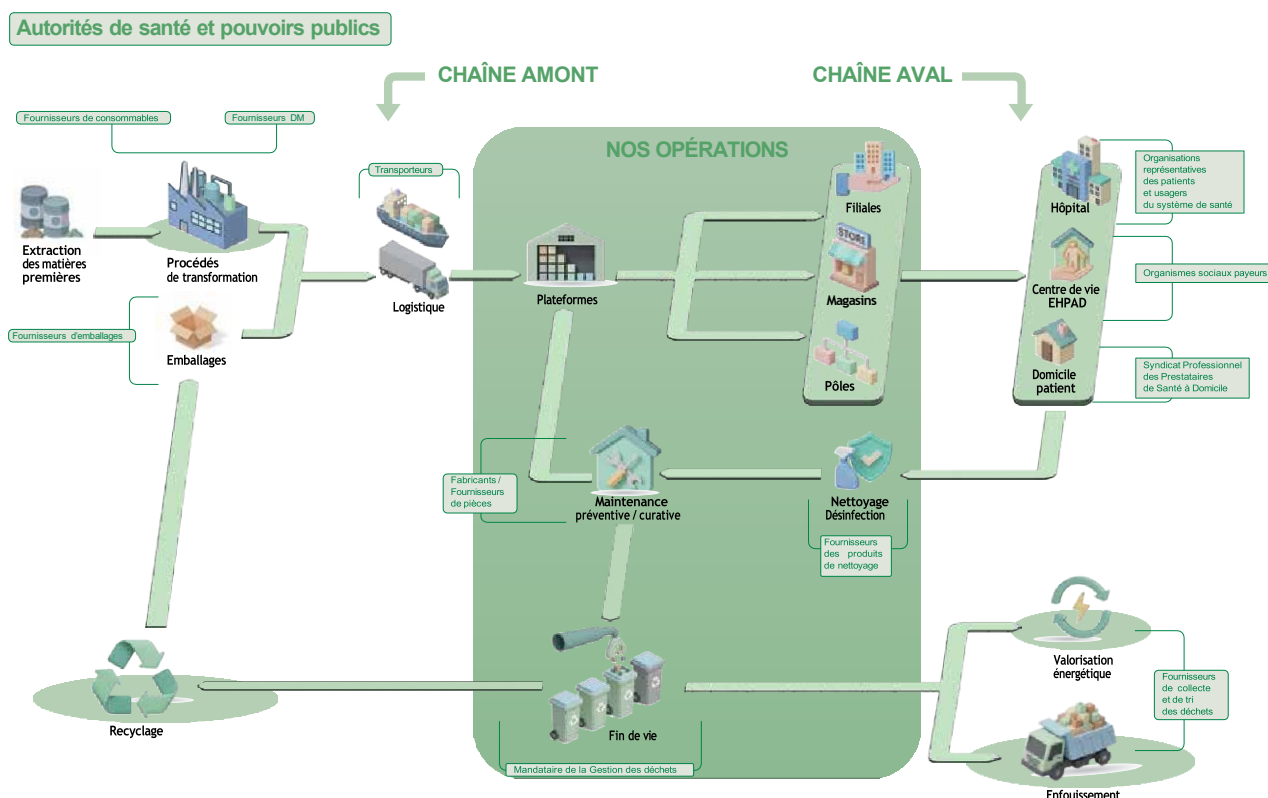 Autorités de santé et pouvoirs publics
CHAÎNE AMONT
CHAÎNE AVAL
Fournisseurs de consommables
Fournisseurs DM
NOS OPÉRATIONS
Transporteurs
Organisations
représentatives
des patients
et usagers
du système de santé
Filiales
Hôpital
Extraction
des matières
premières
Procédés
de transformation
STORE
Organismes sociaux payeurs
Logistique
Plateformes
Magasins
Centre de vie
EHPAD
Fournisseurs d'emballages
Emballages
Pôles
Domicile
patient
Syndicat Professionnel
des Prestataires
de Santé à Domicile
Fabricants /
Fournisseurs
de pièces
Maintenance
préventive / curative
Nettoyage
Désinfection
Fournisseurs
des produits
de nettoyage
Valorisation
énergétique
Fournisseurs
de collecte
et de tri
des déchets
Recyclage
Fin de vie
Mandataire de la Gestion des déchets
Enfouissement